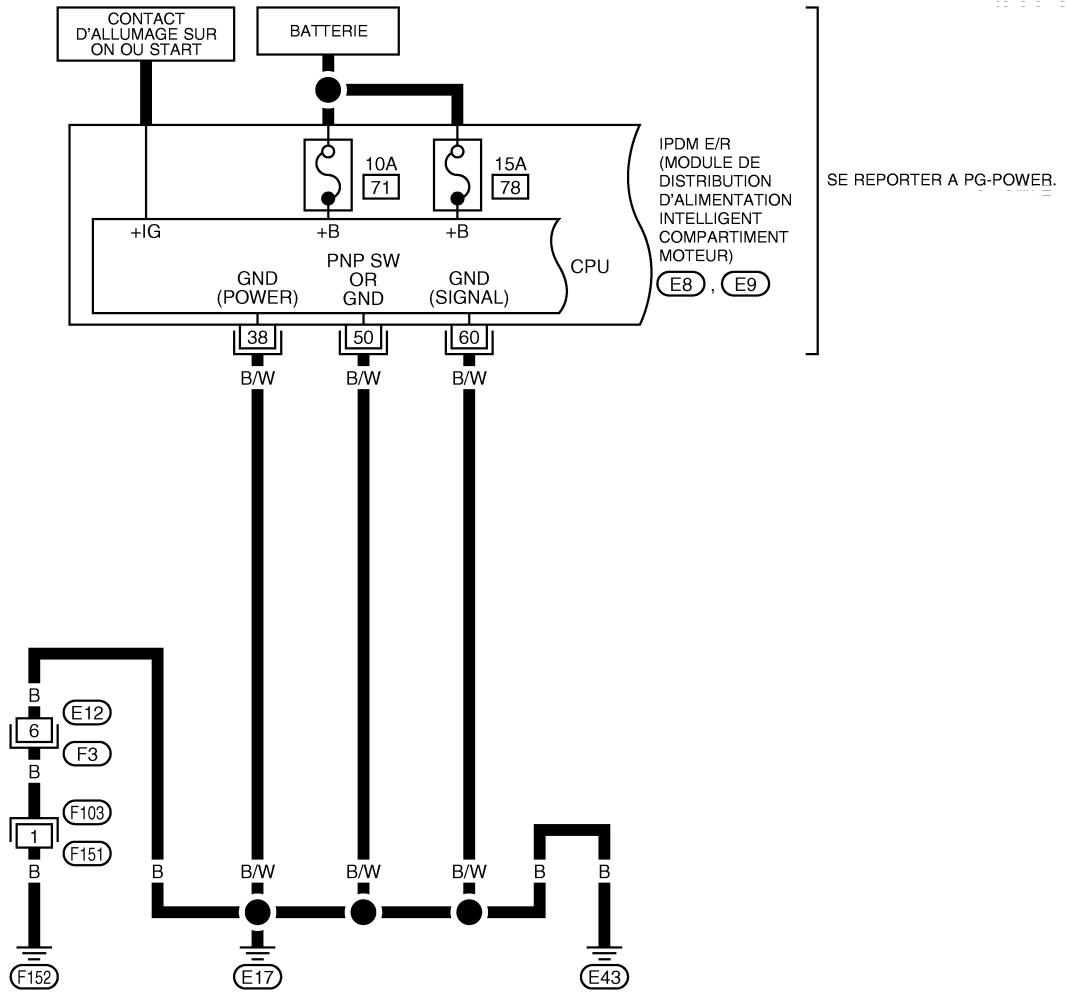 CONTACT
D'ALLUMAGE SUR
ON OU START
BATTERIE
10A
71
15A
78
IPDM E/R
(MODULE DE
DISTRIBUTION
D'ALIMENTATION
INTELLIGENT
COMPARTIMENT
MOTEUR)
E8 , E9
SE REPORTER A PG-POWER.
+IG
+B
+B
CPU
GND
(POWER)
PNP SW
OR
GND
GND
(SIGNAL)
38
50
60
B/W
B/W
B/W
B
6
E12
F3
B
F103
1
F151
B
B
B/W
B/W
B/W
B
B
F152
E17
E43